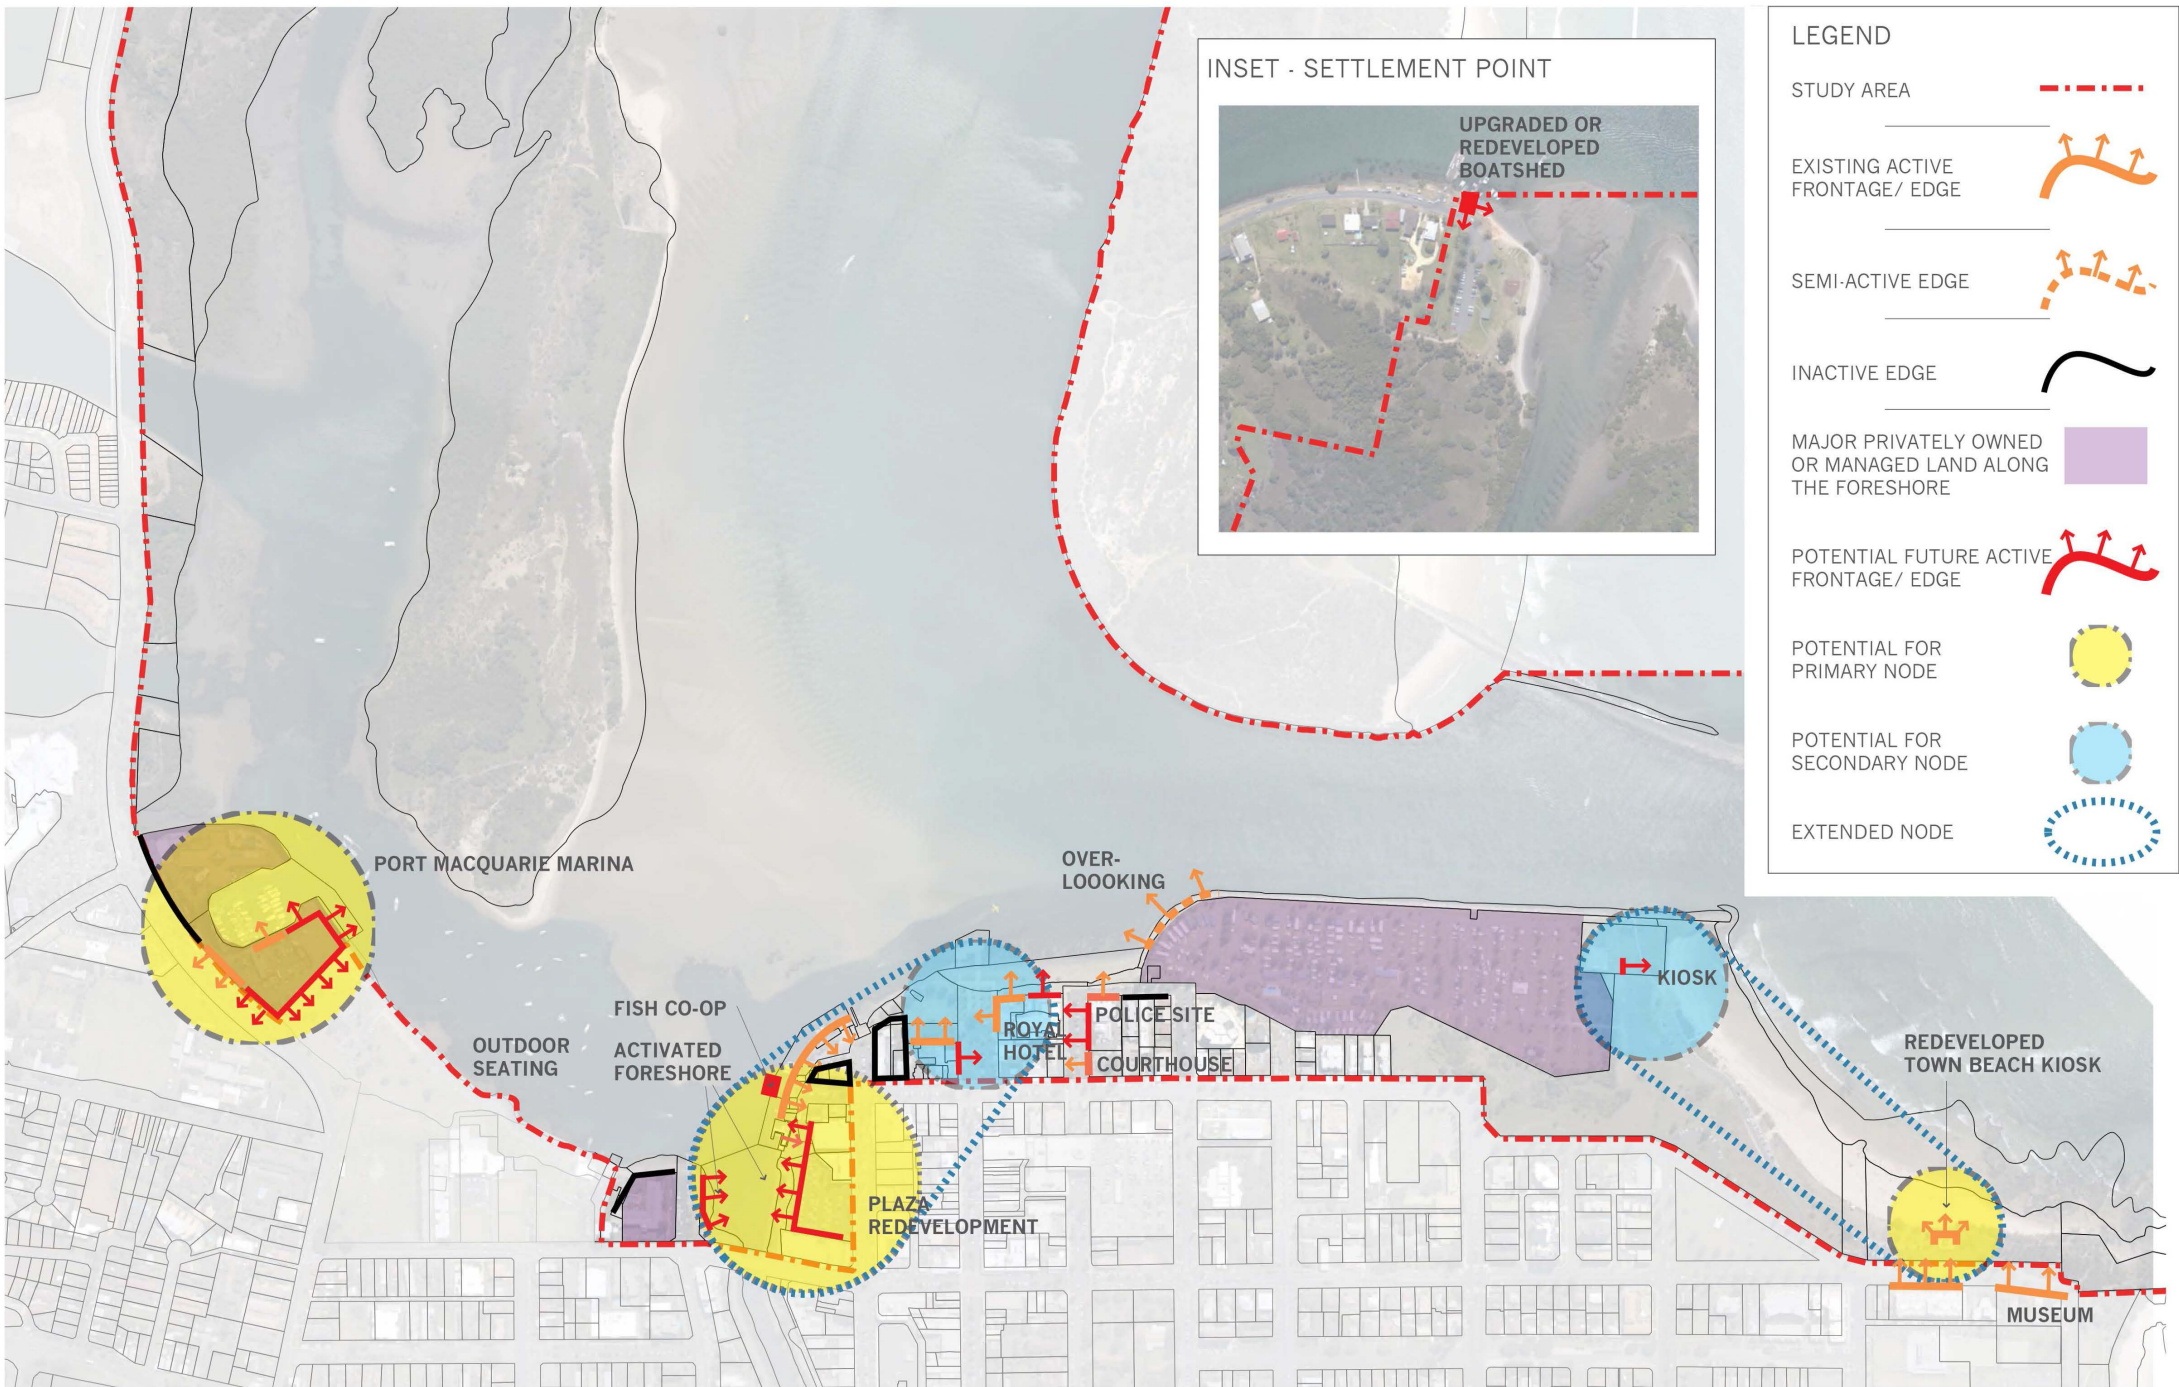 INSET - SETTLEMENT POINT
UPGRADED OR
REDEVELOPED
BOATSHED
LEGEND
STUDY AREA
EXISTING ACTIVE
FRONTAGE/ EDGE
SEMI-ACTIVE EDGE
INACTIVE EDGE
MAJOR PRIVATELY OWNED
OR MANAGED LAND ALONG
THE FORESHORE
POTENTIAL FUTURE ACTIVE
FRONTAGE/ EDGE
POTENTIAL FOR
PRIMARY NODE
POTENTIAL FOR
SECONDARY NODE
EXTENDED NODE
PORT MACQUARIE MARINA
OVER-
LOOOKING
FISH CO-OP
OUTDOOR
SEATING
ACTIVATED
FORESHORE
ROYAL
HOTEL
POLICE SITE
COURTHOUSE
KIOSK
REDEVELOPED
TOWN BEACH KIOSK
PLAZA
REDEVELOPMENT
MUSEUM